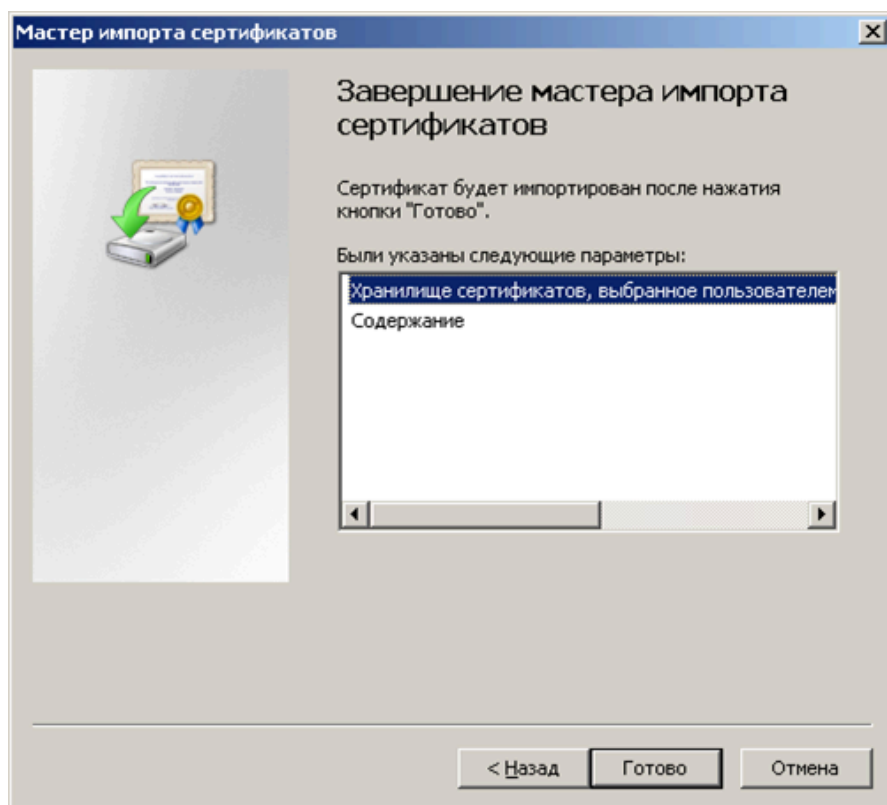 Мастер импорта сертификатов
Завершение мастера импорта
сертификатов
Сертификат будет импортирован после нажатия
кнопки "Готово".
Были указаны следующие параметры:
Хранилище сертификатов, выбранное пользователем
Содержание
< Назад
Готово
Отмена